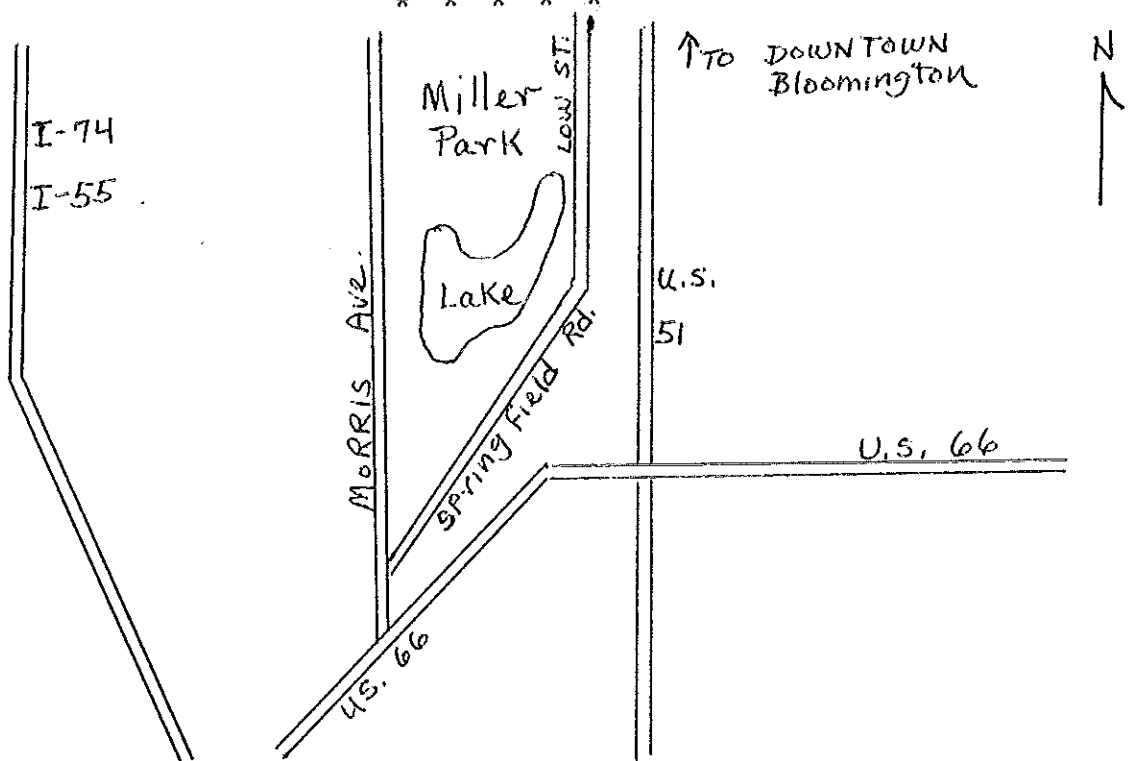 ↑ TO DOWNTOWN
Bloomington
N
Miller
Park
LOW ST.
I-74
I-55
Lake
MORRIS AVE.
U.S.
51
Springfield Rd.
U.S. 66
U.S. 66